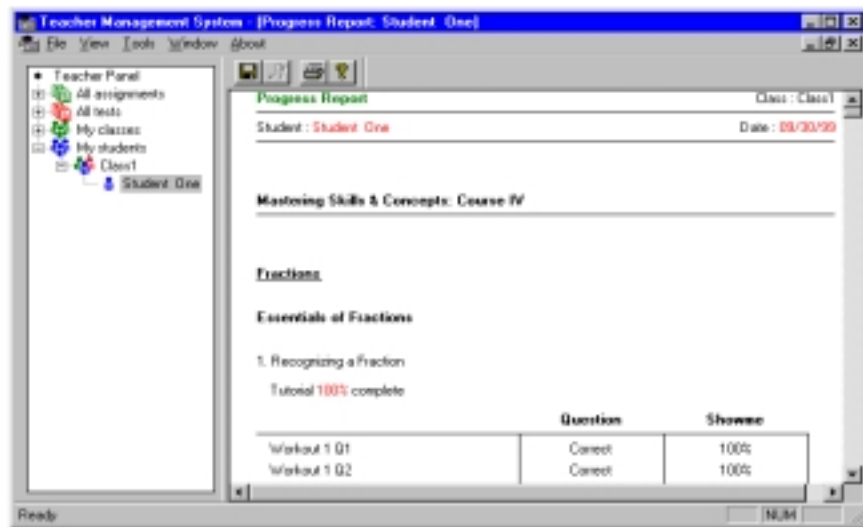 Teacher Management System - [Progress Report: Student One]
File View Tools Window About
Teacher Panel
All assignments
All tests
My classes
My students
Class1
Student One
Progress Report Class : Class1
Student : Student One Date : 09/30/99
Mastering Skills & Concepts: Course IV
Fractions
Essentials of Fractions
1. Recognizing a Fraction
Tutorial 100% complete
Question Showme
Workout 1 Q1 Correct 100%
Workout 1 Q2 Correct 100%
Ready NUM